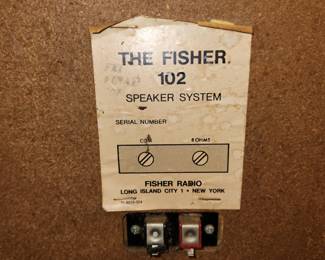 THE FISHER
102
SPEAKER SYSTEM
SERIAL NUMBER
COM 8 OHMS
FISHER RADIO
LONG ISLAND CITY 1 • NEW YORK